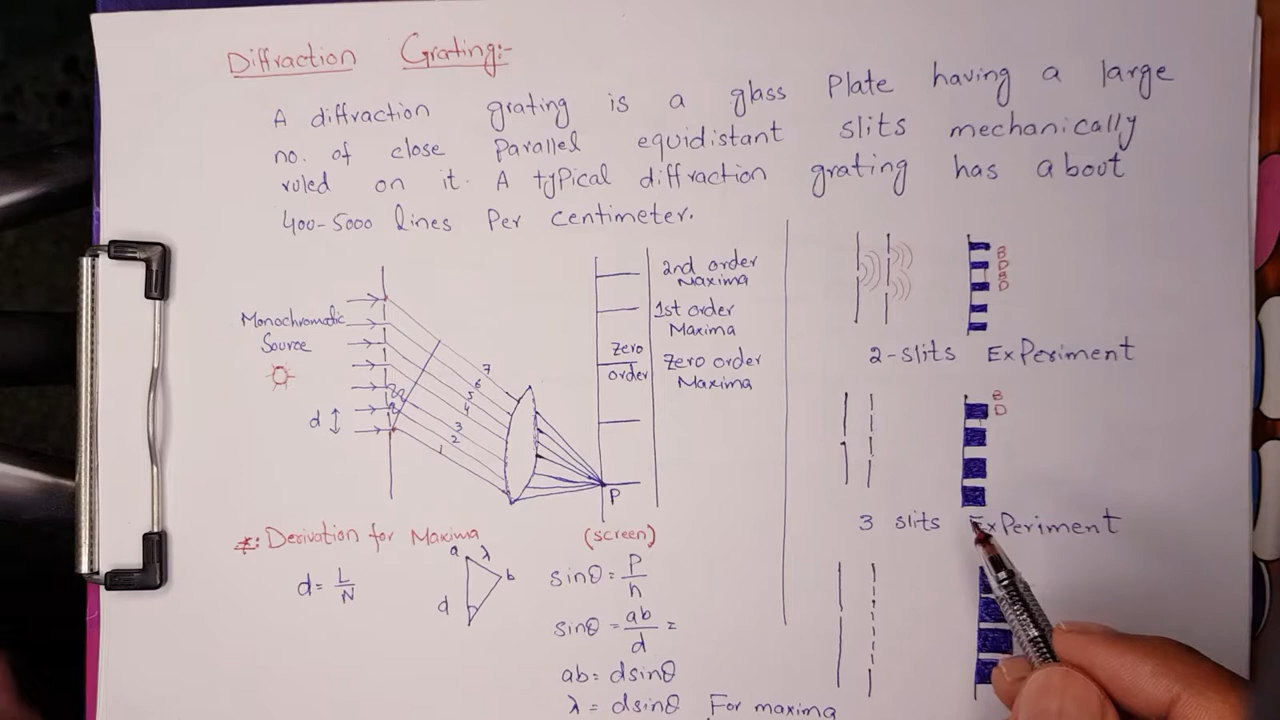 Diffraction Grating:-
A diffraction grating is a glass Plate having a large
no. of close Parallel equidistant slits mechanically
ruled on it. A typical diffraction grating has about
400-5000 lines Per centimeter.
Monochromatic
Source
d
1
2
3
4
5
6
7
P
(screen)
zero
order
2nd order
Maxima
1st order
Maxima
Zero order
Maxima
B
D
B
D
2-slits Experiment
B
D
3 slits Experiment
*: Derivation for Maxima
d = L/N
a λ
b
d
sinθ = P/h
sinθ = ab/d =
ab = dsinθ
λ = dsinθ For maxima